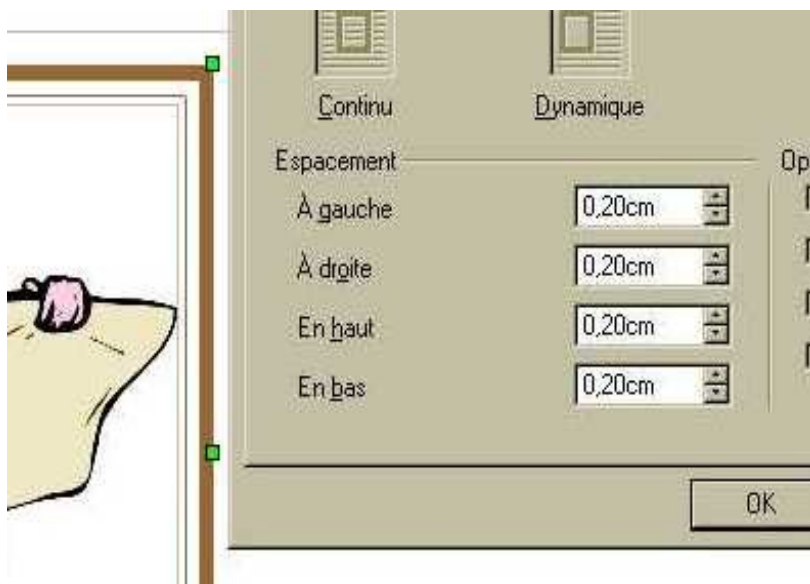 Continu Dynamique
Espacement Op
À gauche 0,20cm
À droite 0,20cm
En haut 0,20cm
En bas 0,20cm
OK